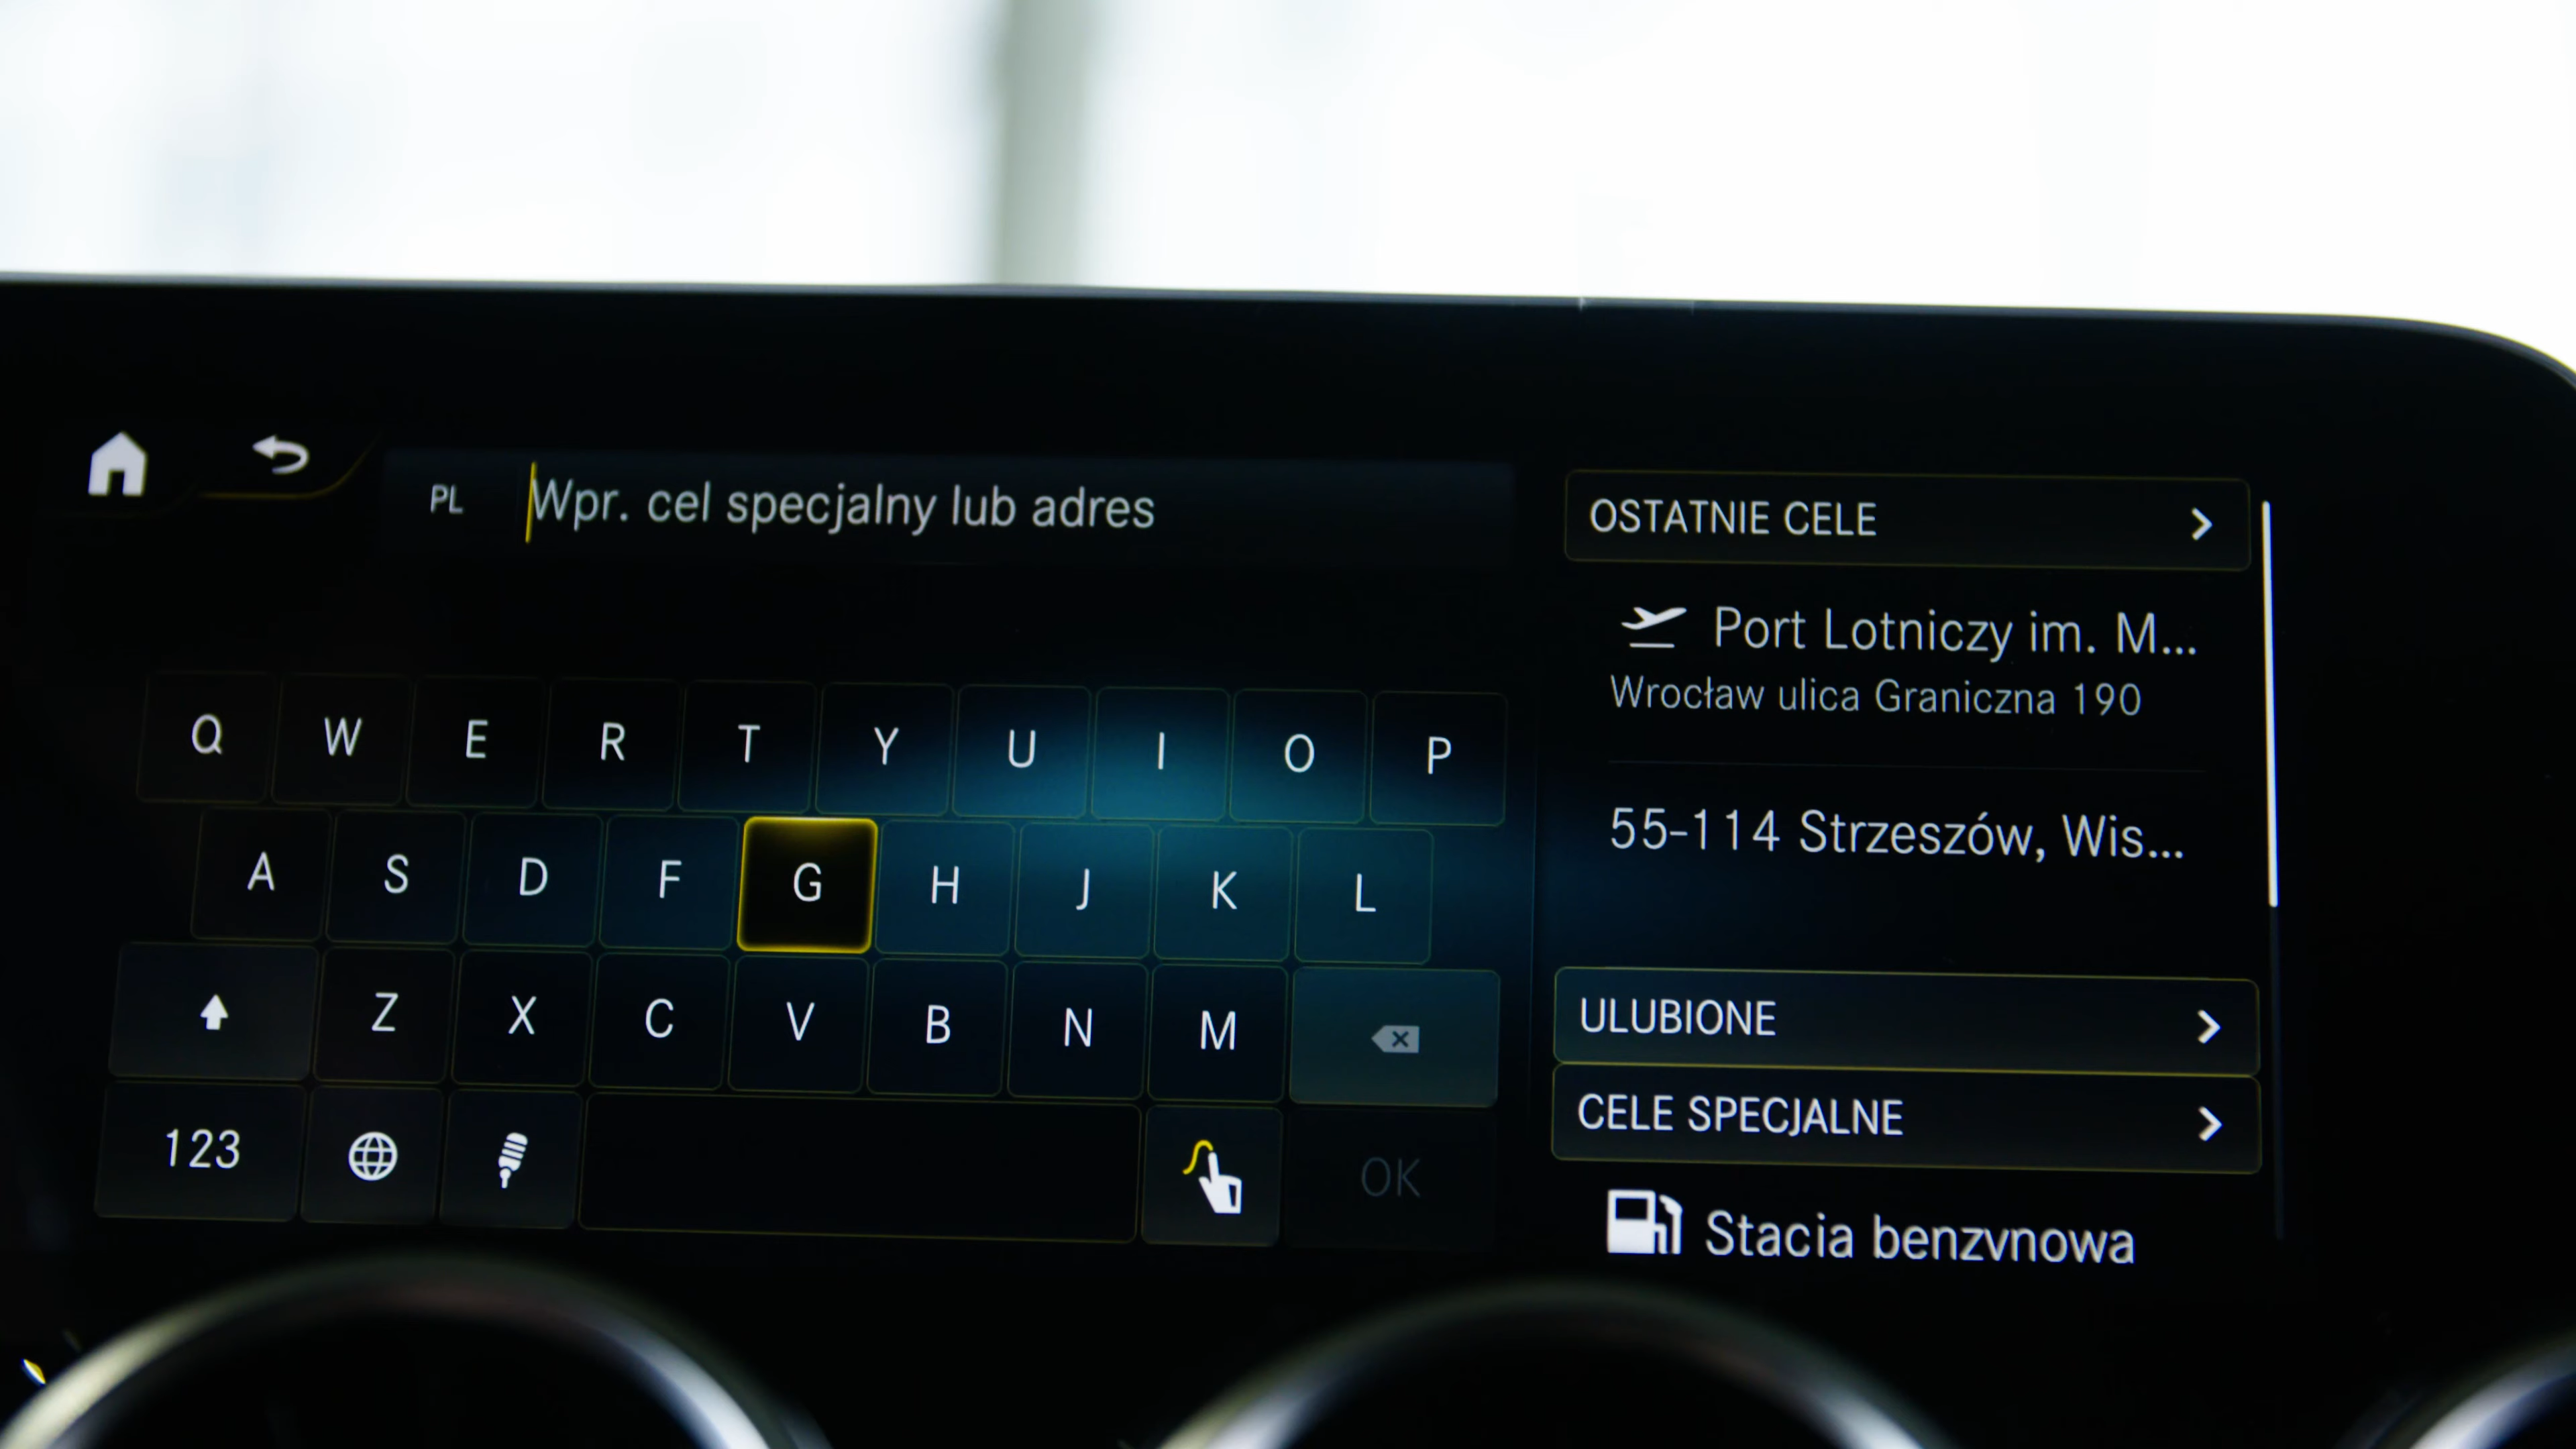 PL Wpr. cel specjalny lub adres
Q W E R T Y U I O P
A S D F G H J K L
Z X C V B N M
123 OK
OSTATNIE CELE
Port Lotniczy im. M...
Wrocław ulica Graniczna 190
55-114 Strzeszów, Wis...
ULUBIONE
CELE SPECJALNE
Stacja benzynowa